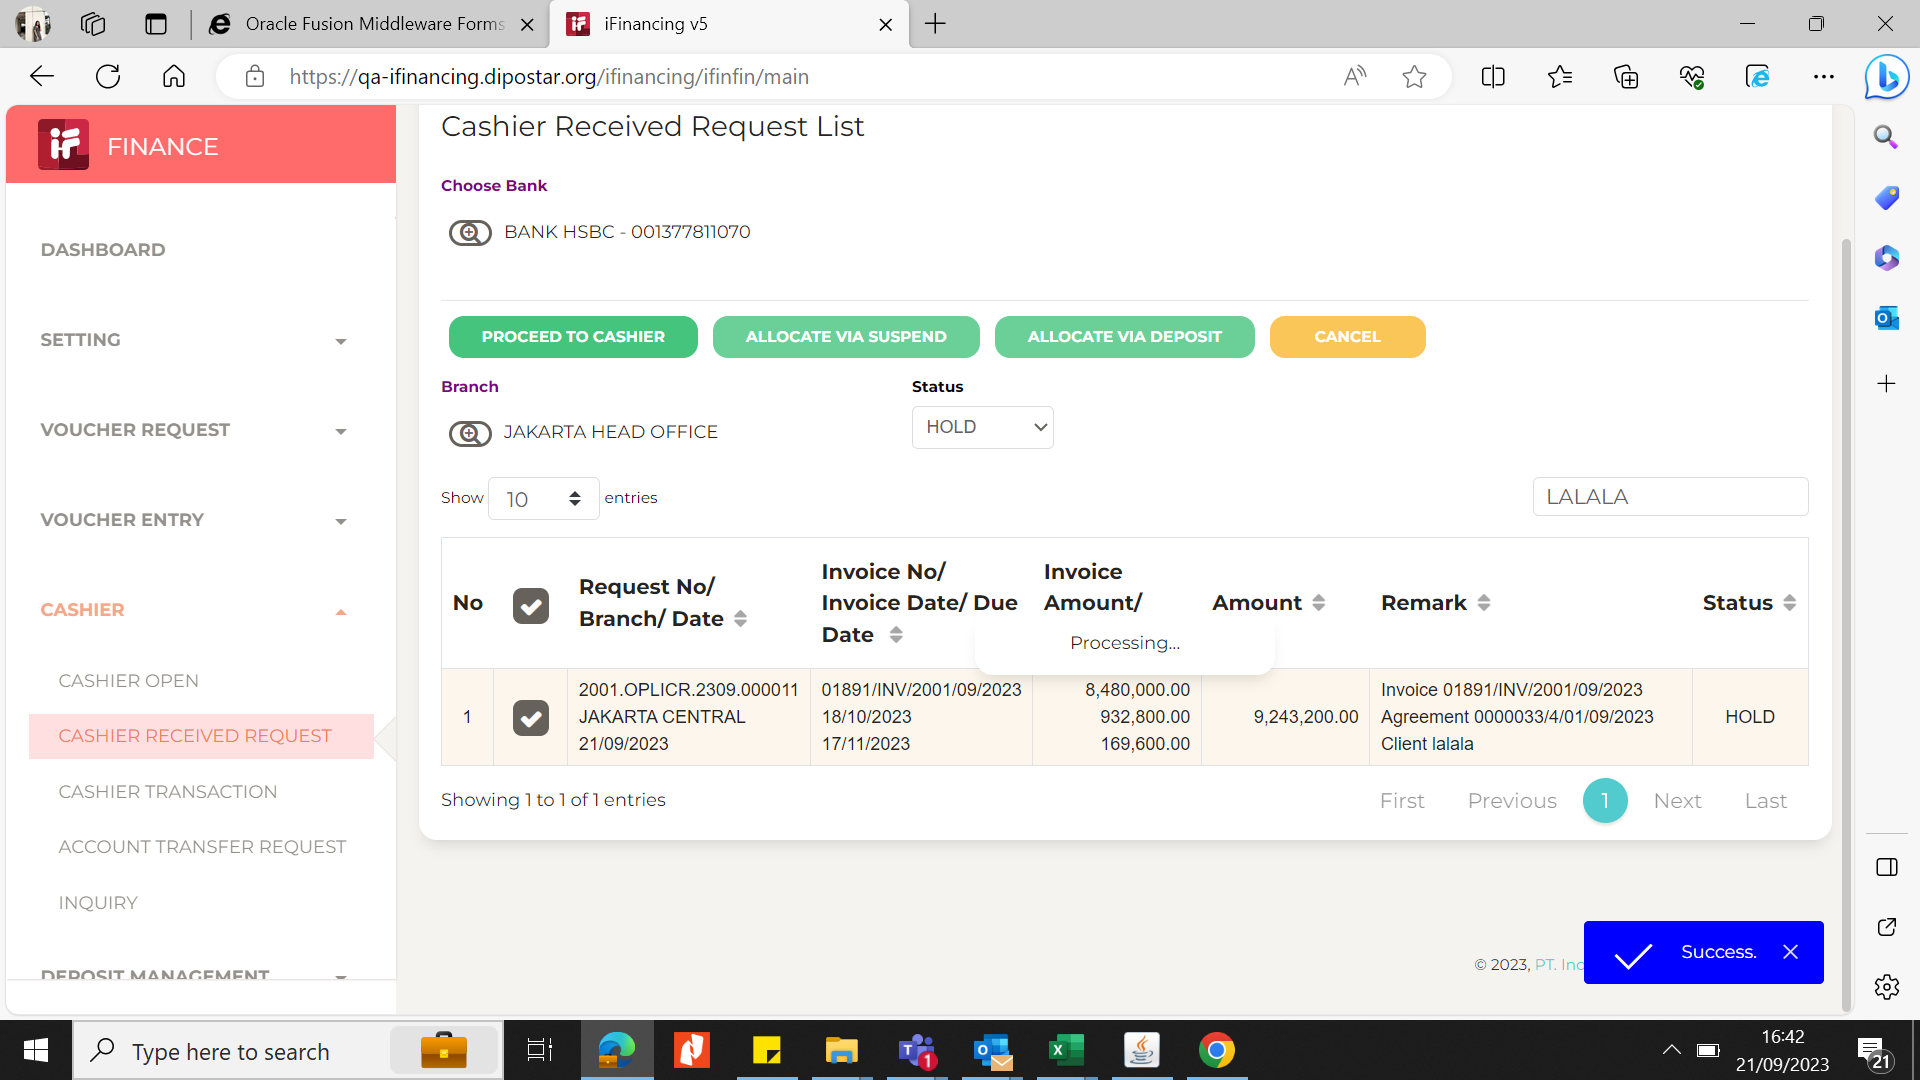 Oracle Fusion Middleware Forms
iFinancing v5
https://qa-ifinancing.dipostar.org/ifinancing/ifinfin/main
iF FINANCE
DASHBOARD
SETTING
VOUCHER REQUEST
VOUCHER ENTRY
CASHIER
CASHIER OPEN
CASHIER RECEIVED REQUEST
CASHIER TRANSACTION
ACCOUNT TRANSFER REQUEST
INQUIRY
DEPOSIT MANAGEMENT
Cashier Received Request List
Choose Bank
BANK HSBC - 001377811070
PROCEED TO CASHIER
ALLOCATE VIA SUSPEND
ALLOCATE VIA DEPOSIT
CANCEL
Branch
JAKARTA HEAD OFFICE
Status
HOLD
Show 10 entries
LALALA
No
Request No/
Branch/ Date
Invoice No/
Invoice Date/ Due
Date
Invoice
Amount/
Amount
Remark
Status
Processing...
1
2001.OPLICR.2309.000011
JAKARTA CENTRAL
21/09/2023
01891/INV/2001/09/2023
18/10/2023
17/11/2023
8,480,000.00
932,800.00
169,600.00
9,243,200.00
Invoice 01891/INV/2001/09/2023
Agreement 0000033/4/01/09/2023
Client lalala
HOLD
Showing 1 to 1 of 1 entries
First Previous 1 Next Last
© 2023, PT. Inc
Success.
Type here to search
1
16:42
21/09/2023
21